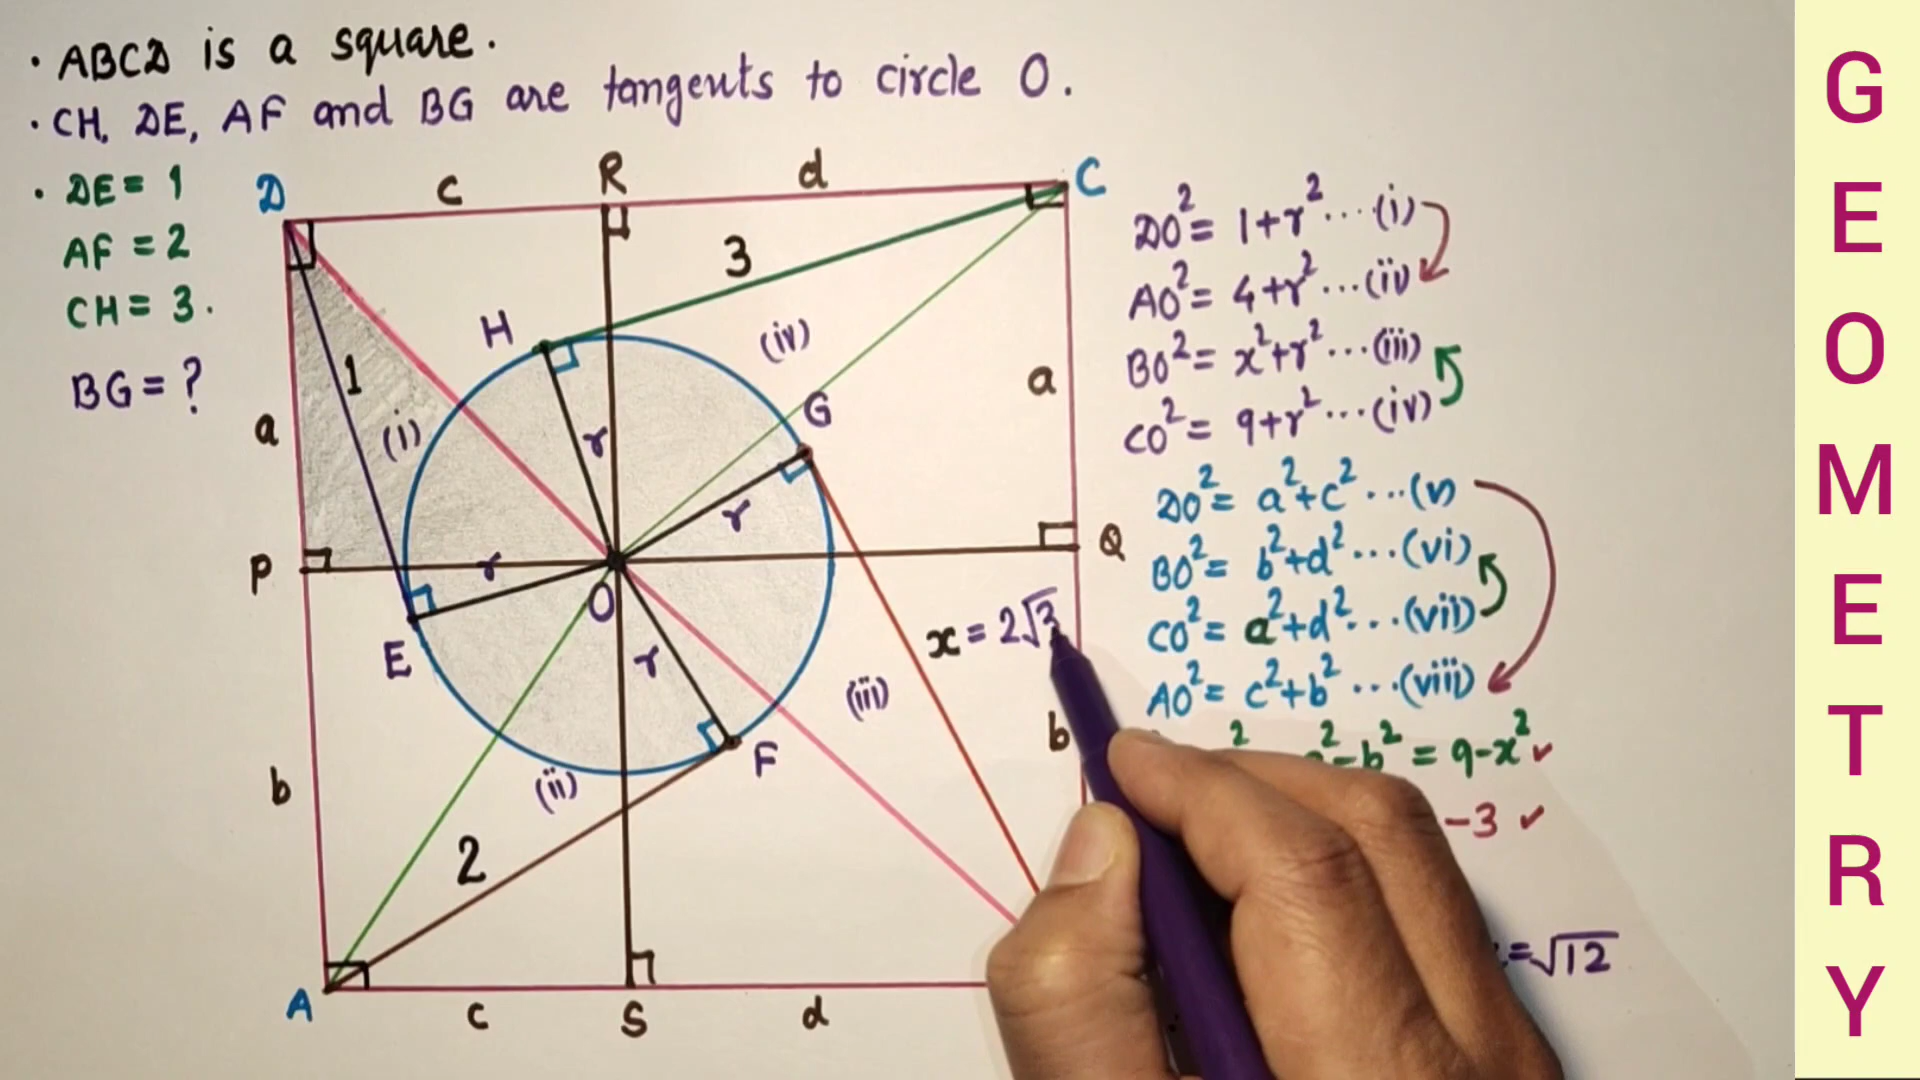 • ABCD is a square.
• CH, DE, AF and BG are tangents to circle O.
• DE = 1
AF = 2
CH = 3.
BG = ?
D c R d C
3
H (iv)
1
a (i) r G a
r
P r O Q
E r x = 2√3
(iii)
b F b
(ii)
2
A c S d
DO² = 1+r² ... (i)
AO² = 4+r² ... (ii)
BO² = x²+r² ... (iii)
CO² = 9+r² ... (iv)
DO² = a²+c² ... (v)
BO² = b²+d² ... (vi)
CO² = a²+d² ... (vii)
AO² = c²+b² ... (viii)
²-b² = 9-x² ✓
-3 ✓
=√12
GEOMETRY